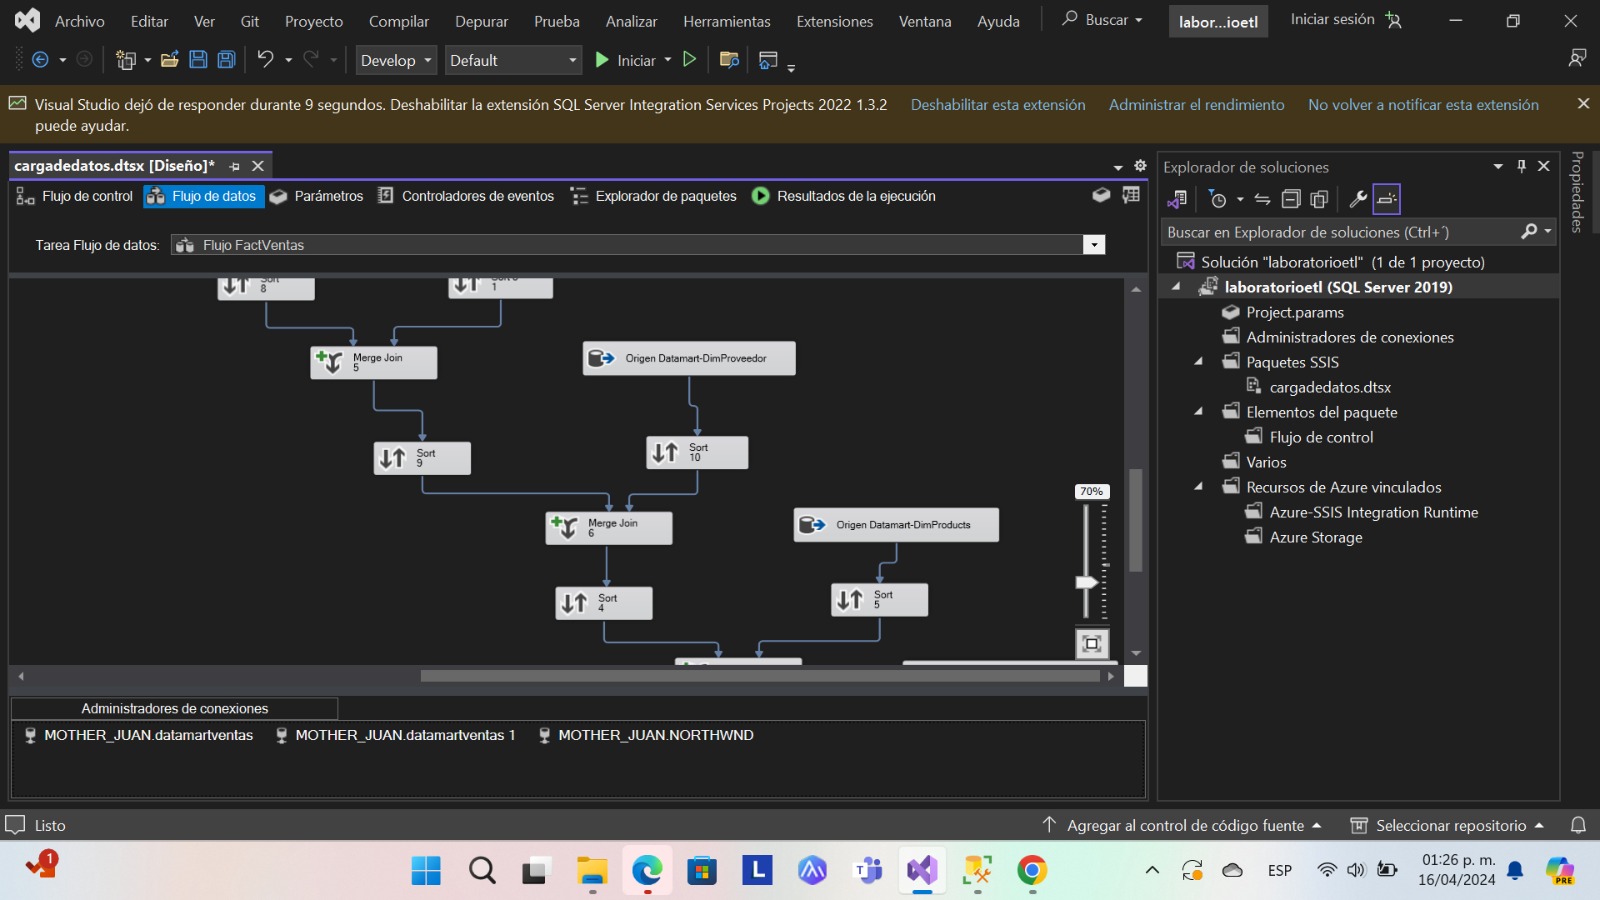 Archivo Editar Ver Git Proyecto Compilar Depurar Prueba Analizar Herramientas Extensiones Ventana Ayuda Buscar labor...ioetl Iniciar sesión
Develop Default Iniciar
Visual Studio dejó de responder durante 9 segundos. Deshabilitar la extensión SQL Server Integration Services Projects 2022 1.3.2
puede ayudar.
Deshabilitar esta extensión Administrar el rendimiento No volver a notificar esta extensión
cargadedatos.dtsx [Diseño]*
Flujo de control Flujo de datos Parámetros Controladores de eventos Explorador de paquetes Resultados de la ejecución
Tarea Flujo de datos: Flujo FactVentas
8
1
Merge Join
5
Origen Datamart-DimProveedor
Sort
9
Sort
10
70%
Merge Join
6
Origen Datamart-DimProducts
Sort
4
Sort
5
Administradores de conexiones
MOTHER_JUAN.datamartventas MOTHER_JUAN.datamartventas 1 MOTHER_JUAN.NORTHWND
Explorador de soluciones
Buscar en Explorador de soluciones (Ctrl+´)
Solución "laboratorioetl" (1 de 1 proyecto)
laboratorioetl (SQL Server 2019)
Project.params
Administradores de conexiones
Paquetes SSIS
cargadedatos.dtsx
Elementos del paquete
Flujo de control
Varios
Recursos de Azure vinculados
Azure-SSIS Integration Runtime
Azure Storage
Propiedades
Listo
Agregar al control de código fuente Seleccionar repositorio
1
L
ESP
01:26 p. m.
16/04/2024
PRE